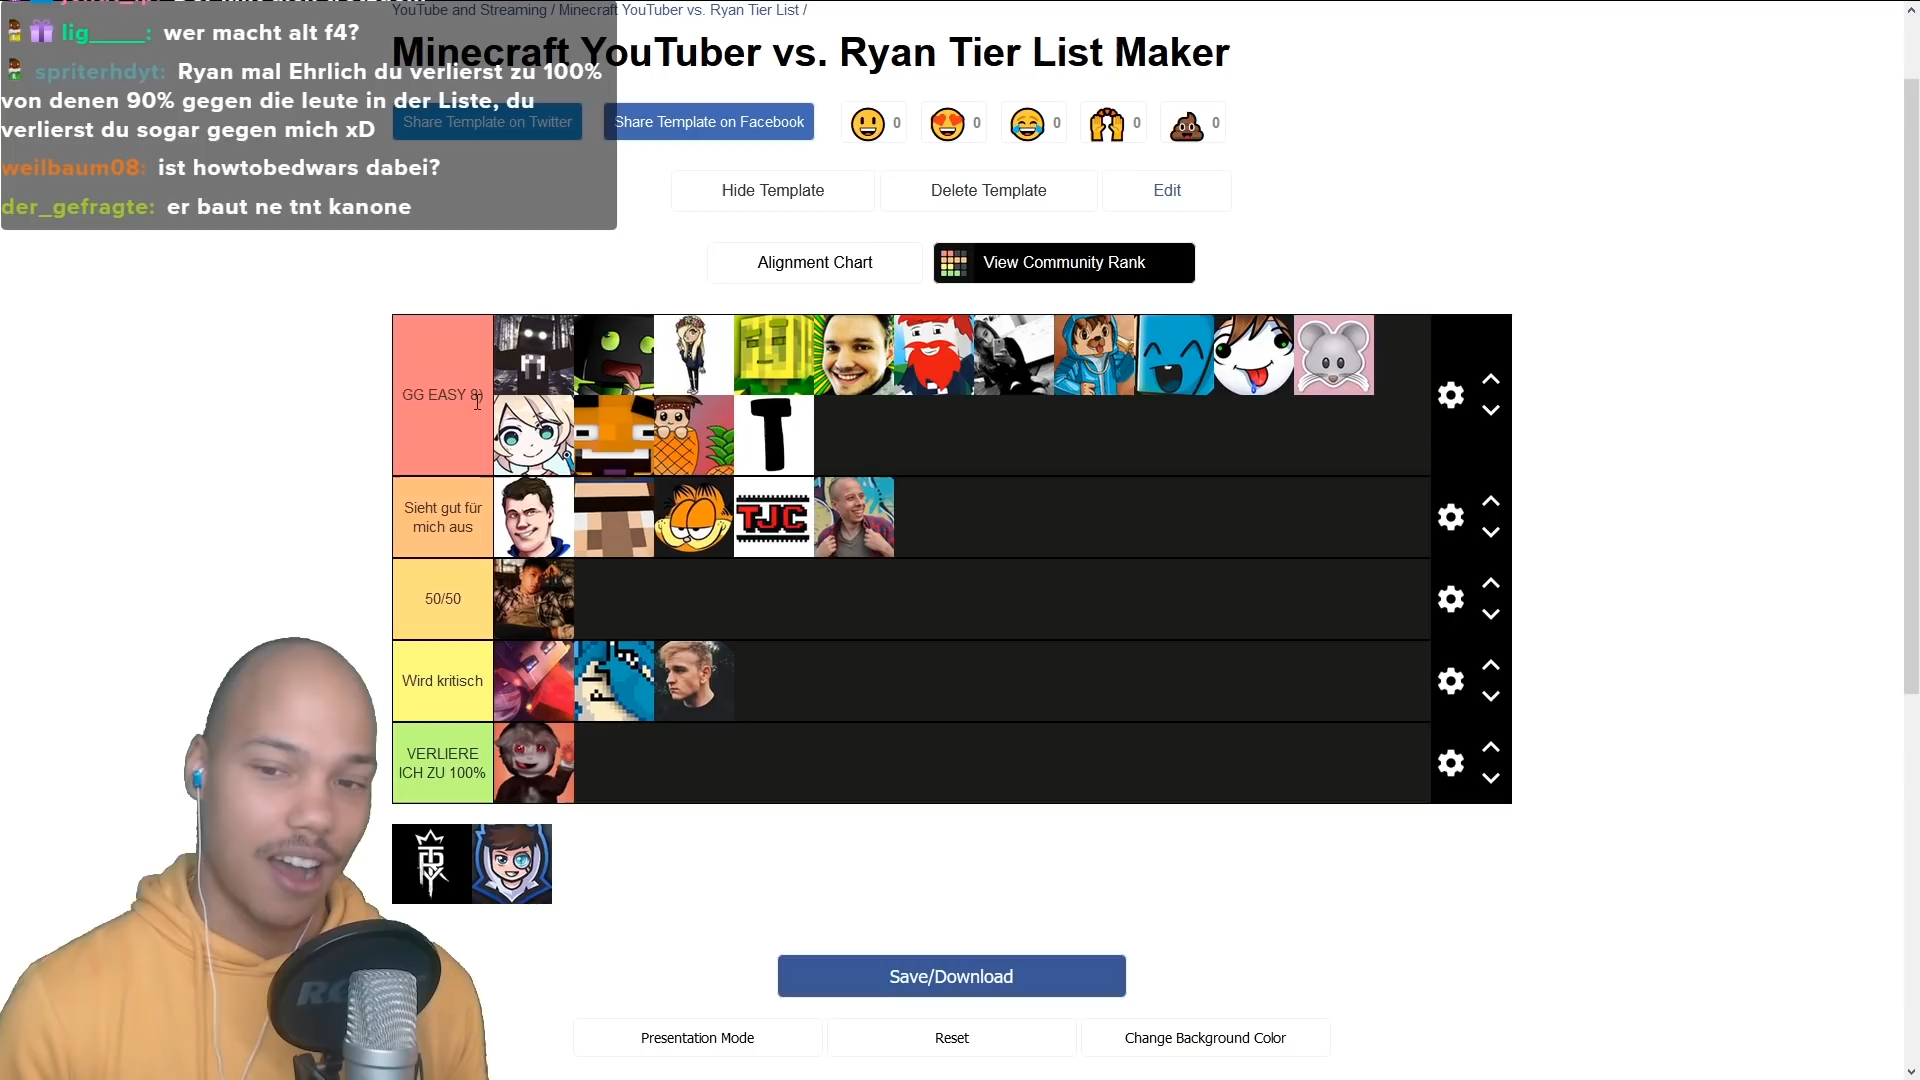 YouTube and Streaming / Minecraft YouTuber vs. Ryan Tier List /
lig_____: wer macht alt f4?
Minecraft YouTuber vs. Ryan Tier List Maker
spriterhdyt: Ryan mal Ehrlich du verlierst zu 100%
von denen 90% gegen die leute in der Liste, du
verlierst du sogar gegen mich xD
Share Template on Twitter
Share Template on Facebook
0
0
0
0
0
weilbaum08: ist howtobedwars dabei?
der_gefragte: er baut ne tnt kanone
Hide Template
Delete Template
Edit
Alignment Chart
View Community Rank
GG EASY 8)
T
Sieht gut für
mich aus
TJC
50/50
Wird kritisch
VERLIERE
ICH ZU 100%
Save/Download
Presentation Mode
Reset
Change Background Color